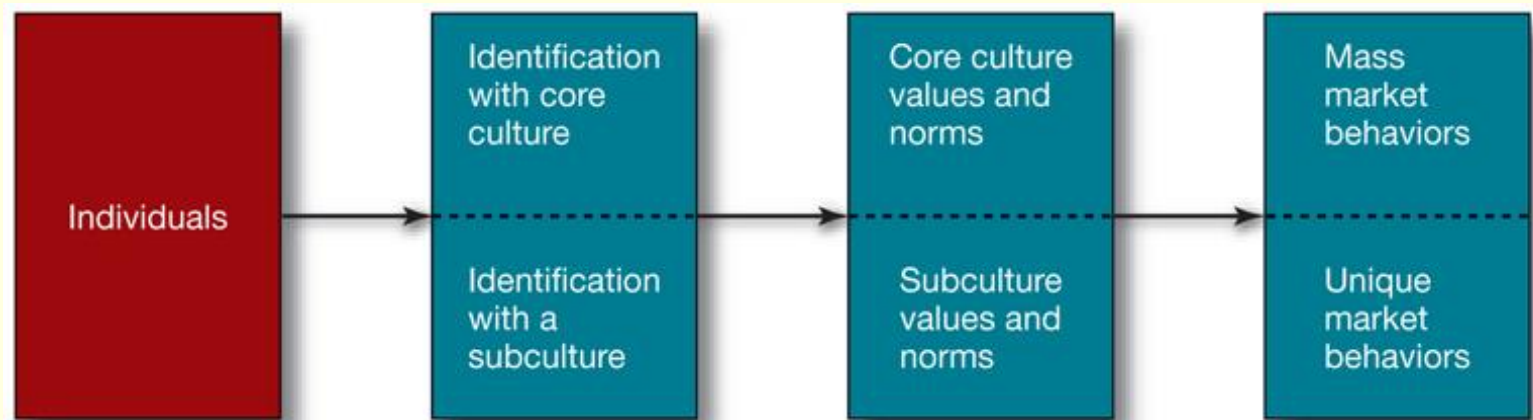 Individuals
Identification
with core
culture
Identification
with a
subculture
Core culture
values and
norms
Subculture
values and
norms
Mass
market
behaviors
Unique
market
behaviors